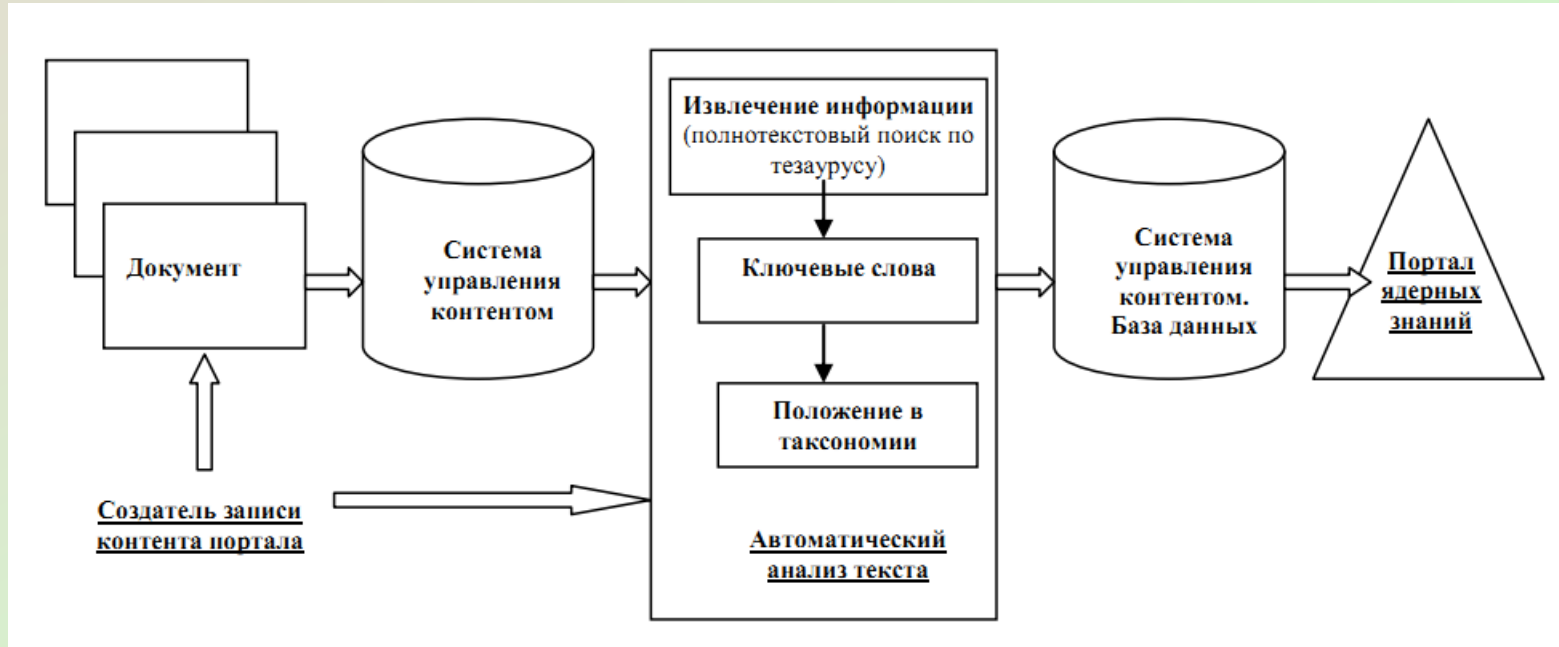 Документ
Создатель записи
контента портала
Система
управления
контентом
Извлечение информации
(полнотекстовый поиск по
тезаурусу)
Ключевые слова
Положение в
таксономии
Автоматический
анализ текста
Система
управления
контентом.
База данных
Портал
ядерных
знаний